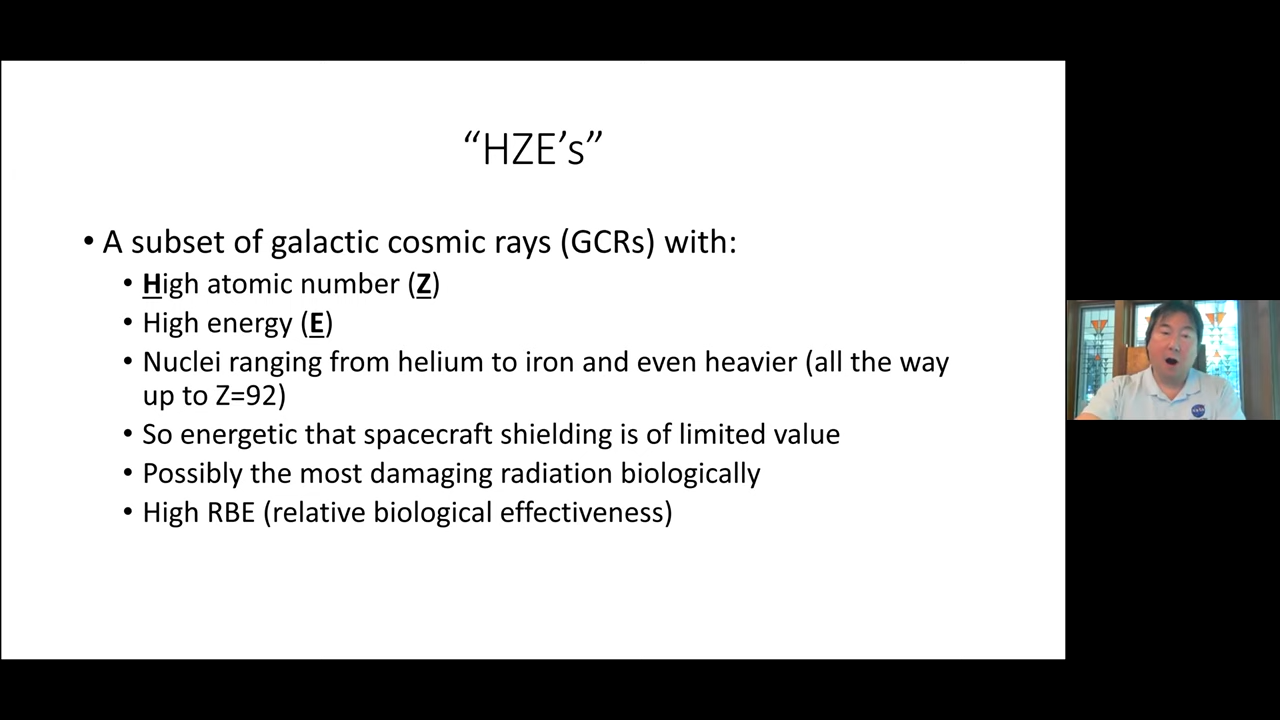 “HZE’s”
• A subset of galactic cosmic rays (GCRs) with:
• High atomic number (Z)
• High energy (E)
• Nuclei ranging from helium to iron and even heavier (all the way
up to Z=92)
• So energetic that spacecraft shielding is of limited value
• Possibly the most damaging radiation biologically
• High RBE (relative biological effectiveness)
NASA